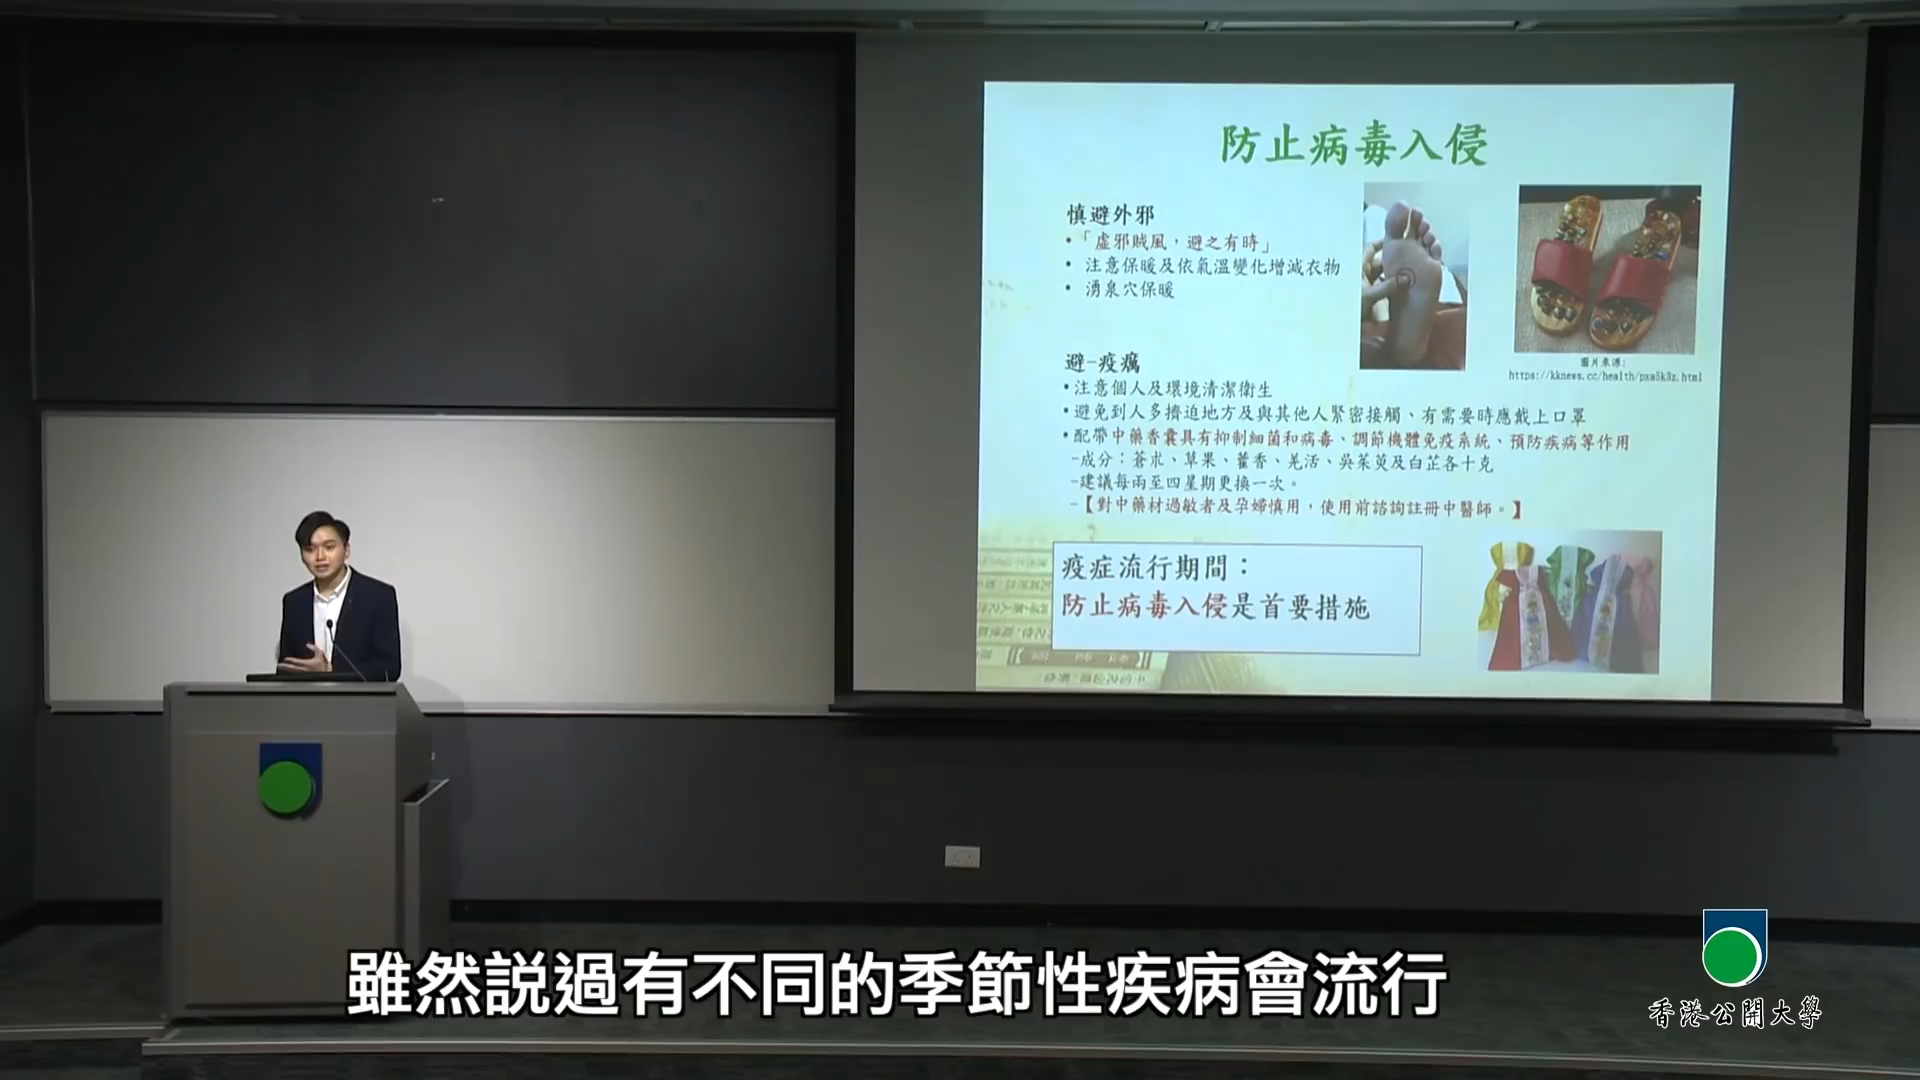 防止病毒入侵
慎避外邪
•「虛邪賊風，避之有時」
• 注意保暖及依氣溫變化增減衣物
• 湧泉穴保暖
圖片來源:
https://kknews.cc/health/pxa5k3z.html
避-疫癘
•注意個人及環境清潔衛生
•避免到人多擠迫地方及與其他人緊密接觸、有需要時應戴上口罩
•配帶中藥香囊具有抑制細菌和病毒、調節機體免疫系統、預防疾病等作用
-成分：蒼朮、草果、藿香、羌活、吳茱萸及白芷各十克
-建議每兩至四星期更換一次。
-【對中藥材過敏者及孕婦慎用，使用前諮詢註冊中醫師。】
疫症流行期間：
防止病毒入侵是首要措施
雖然説過有不同的季節性疾病會流行
香港公開大學